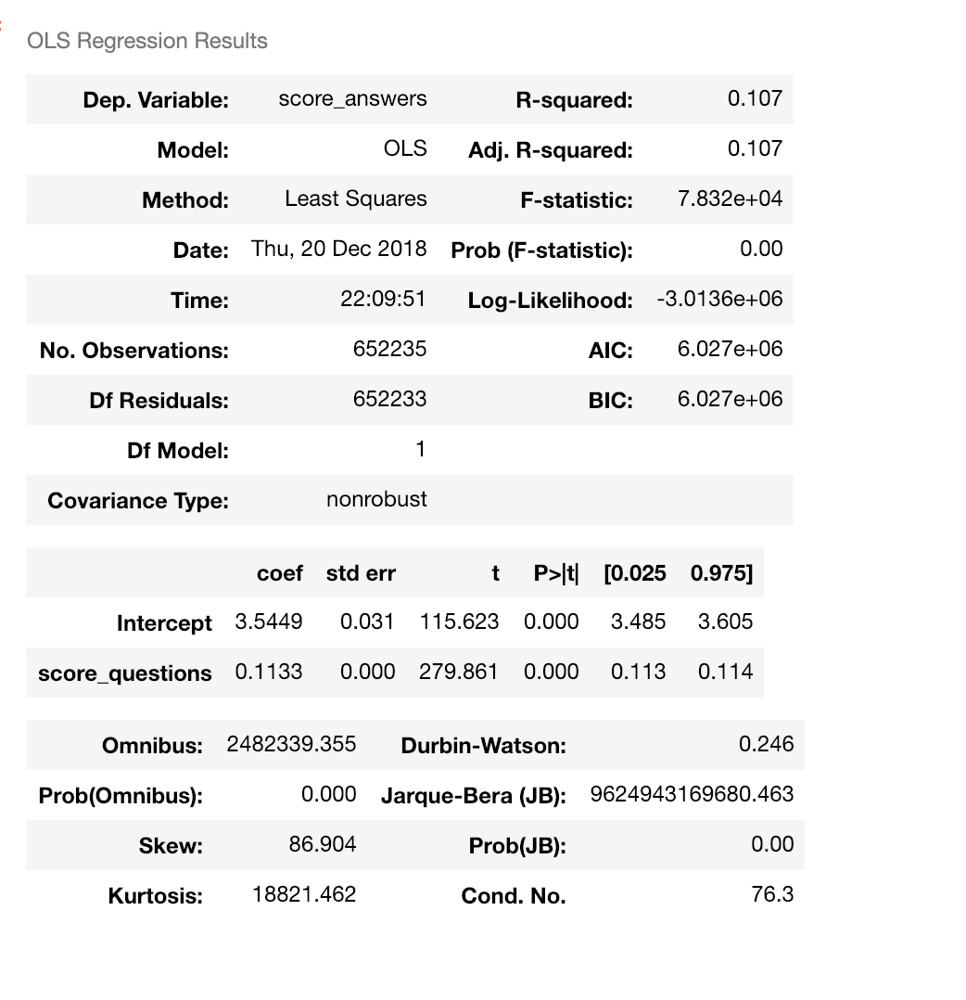 OLS Regression Results
Dep. Variable: score_answers R-squared: 0.107
Model: OLS Adj. R-squared: 0.107
Method: Least Squares F-statistic: 7.832e+04
Date: Thu, 20 Dec 2018 Prob (F-statistic): 0.00
Time: 22:09:51 Log-Likelihood: -3.0136e+06
No. Observations: 652235 AIC: 6.027e+06
Df Residuals: 652233 BIC: 6.027e+06
Df Model: 1
Covariance Type: nonrobust
coef std err t P>|t| [0.025 0.975]
Intercept 3.5449 0.031 115.623 0.000 3.485 3.605
score_questions 0.1133 0.000 279.861 0.000 0.113 0.114
Omnibus: 2482339.355 Durbin-Watson: 0.246
Prob(Omnibus): 0.000 Jarque-Bera (JB): 9624943169680.463
Skew: 86.904 Prob(JB): 0.00
Kurtosis: 18821.462 Cond. No. 76.3